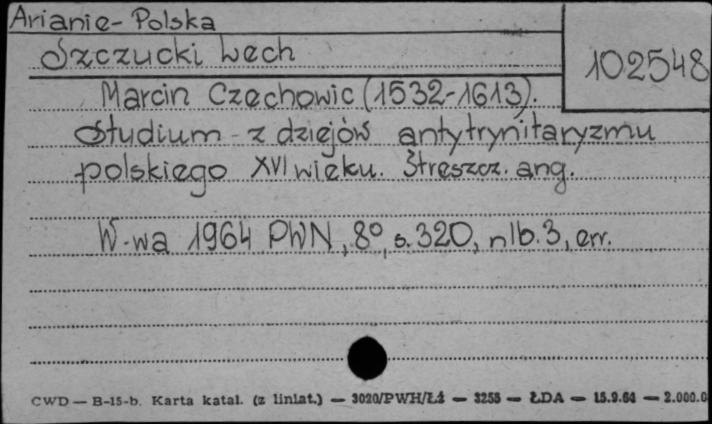 Arianie - Polska
Szczucki Lech
102548
Marcin Czechowic (1532-1613).
Studium z dziejów antytrynitaryzmu
polskiego XVI wieku. Streszcz. ang.
W-wa 1964 PWN, 8°, s. 320, nlb. 3, err.
CWD — B-15-b. Karta katal. (z liniat.) — 3020/PWH/Łź — 3255 — ŁDA — 15.9.64 — 2.000.0